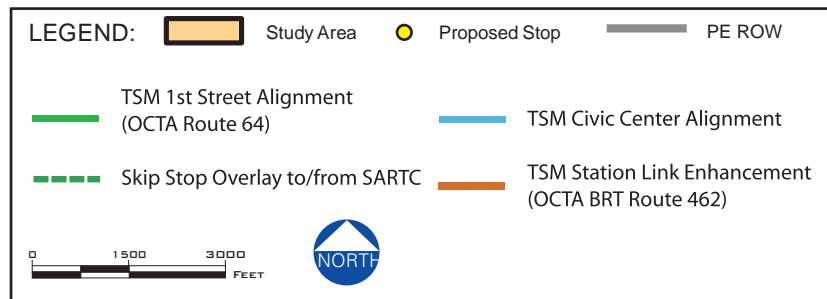 LEGEND: Study Area Proposed Stop PE ROW
TSM 1st Street Alignment
(OCTA Route 64)
TSM Civic Center Alignment
Skip Stop Overlay to/from SARTC
TSM Station Link Enhancement
(OCTA BRT Route 462)
0 1500 3000
FEET
NORTH